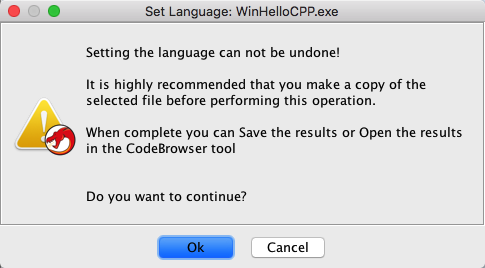 Set Language: WinHelloCPP.exe
Setting the language can not be undone!
It is highly recommended that you make a copy of the
selected file before performing this operation.
When complete you can Save the results or Open the results
in the CodeBrowser tool
Do you want to continue?
Ok
Cancel